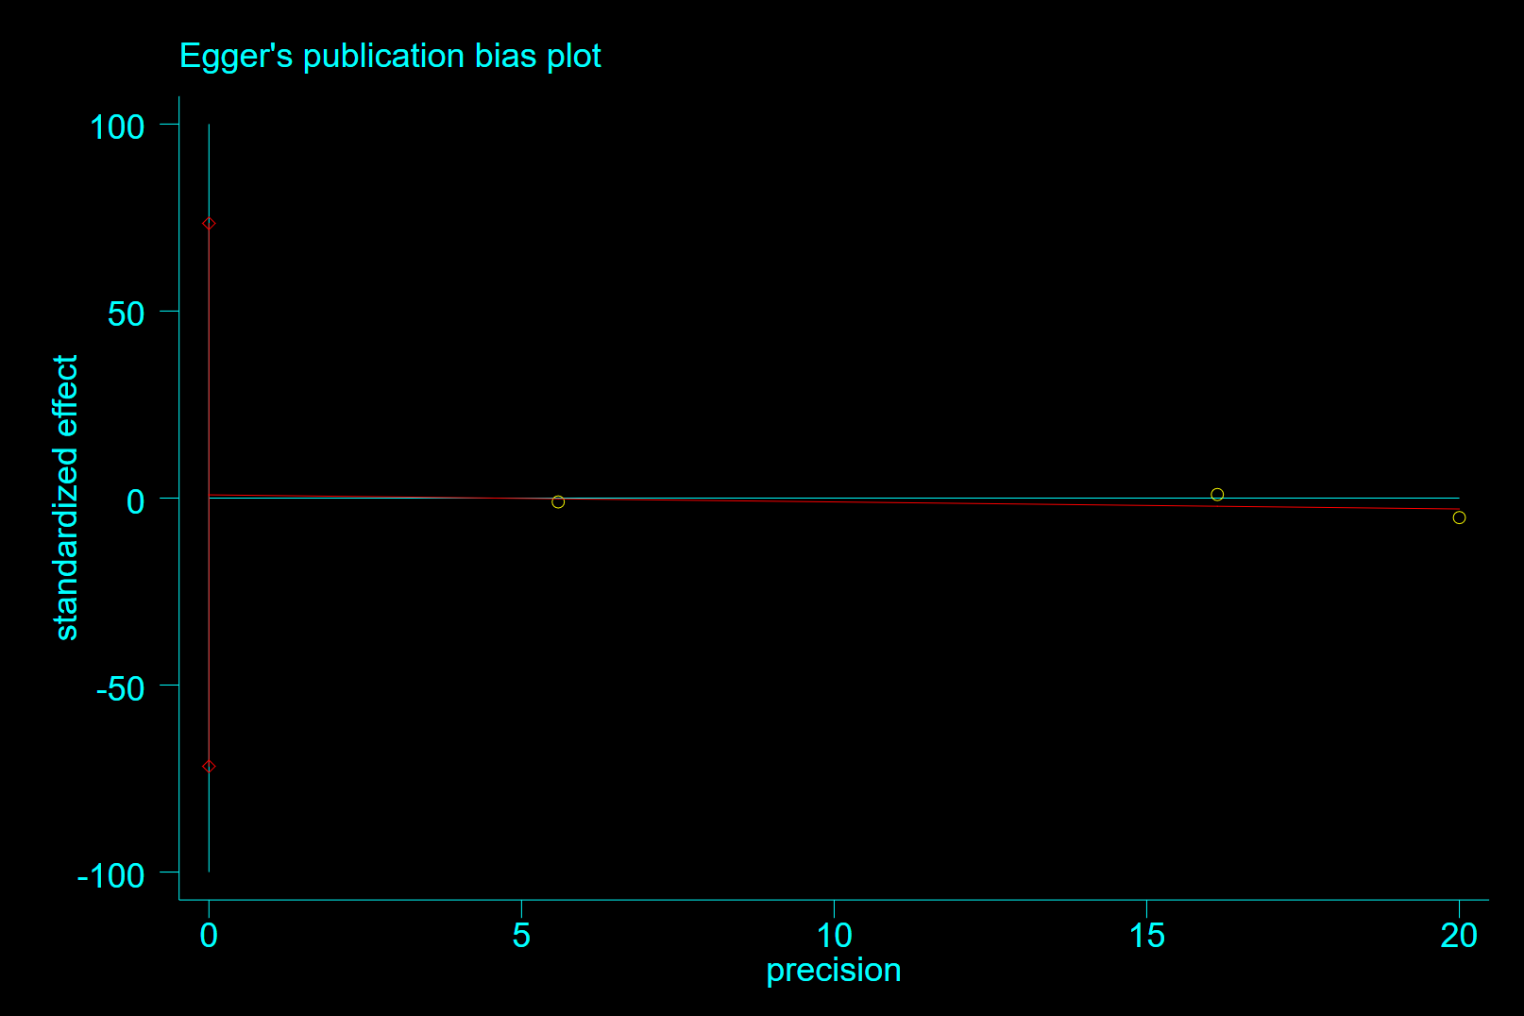 Egger's publication bias plot
100
50
0
-50
-100
standardized effect
0 5 10 15 20
precision